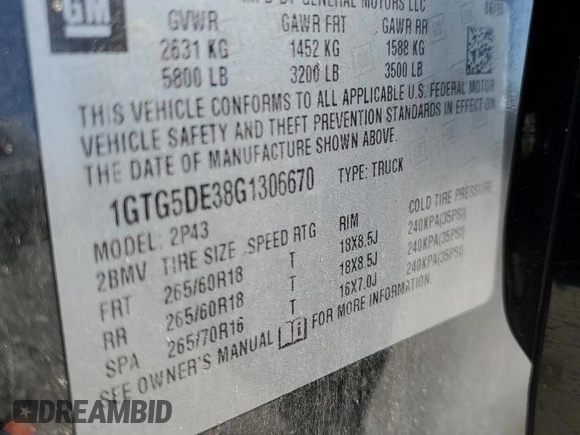 GM
MFD BY GENERAL MOTORS LLC
04/16
GVWR GAWR FRT GAWR RR
2631 KG 1452 KG 1588 KG
5800 LB 3200 LB 3500 LB
THIS VEHICLE CONFORMS TO ALL APPLICABLE U.S. FEDERAL MOTOR
VEHICLE SAFETY AND THEFT PREVENTION STANDARDS IN EFFECT ON
THE DATE OF MANUFACTURE SHOWN ABOVE.
1GTG5DE38G1306670 TYPE: TRUCK
MODEL: 2P43
2BMV TIRE SIZE SPEED RTG RIM COLD TIRE PRESSURE
FRT 265/60R18 T 18X8.5J 240KPA(35PSI)
RR 265/60R18 T 18X8.5J 240KPA(35PSI)
SPA 265/70R16 T 16X7.0J 240KPA(35PSI)
SEE OWNER'S MANUAL FOR MORE INFORMATION
DREAMBID